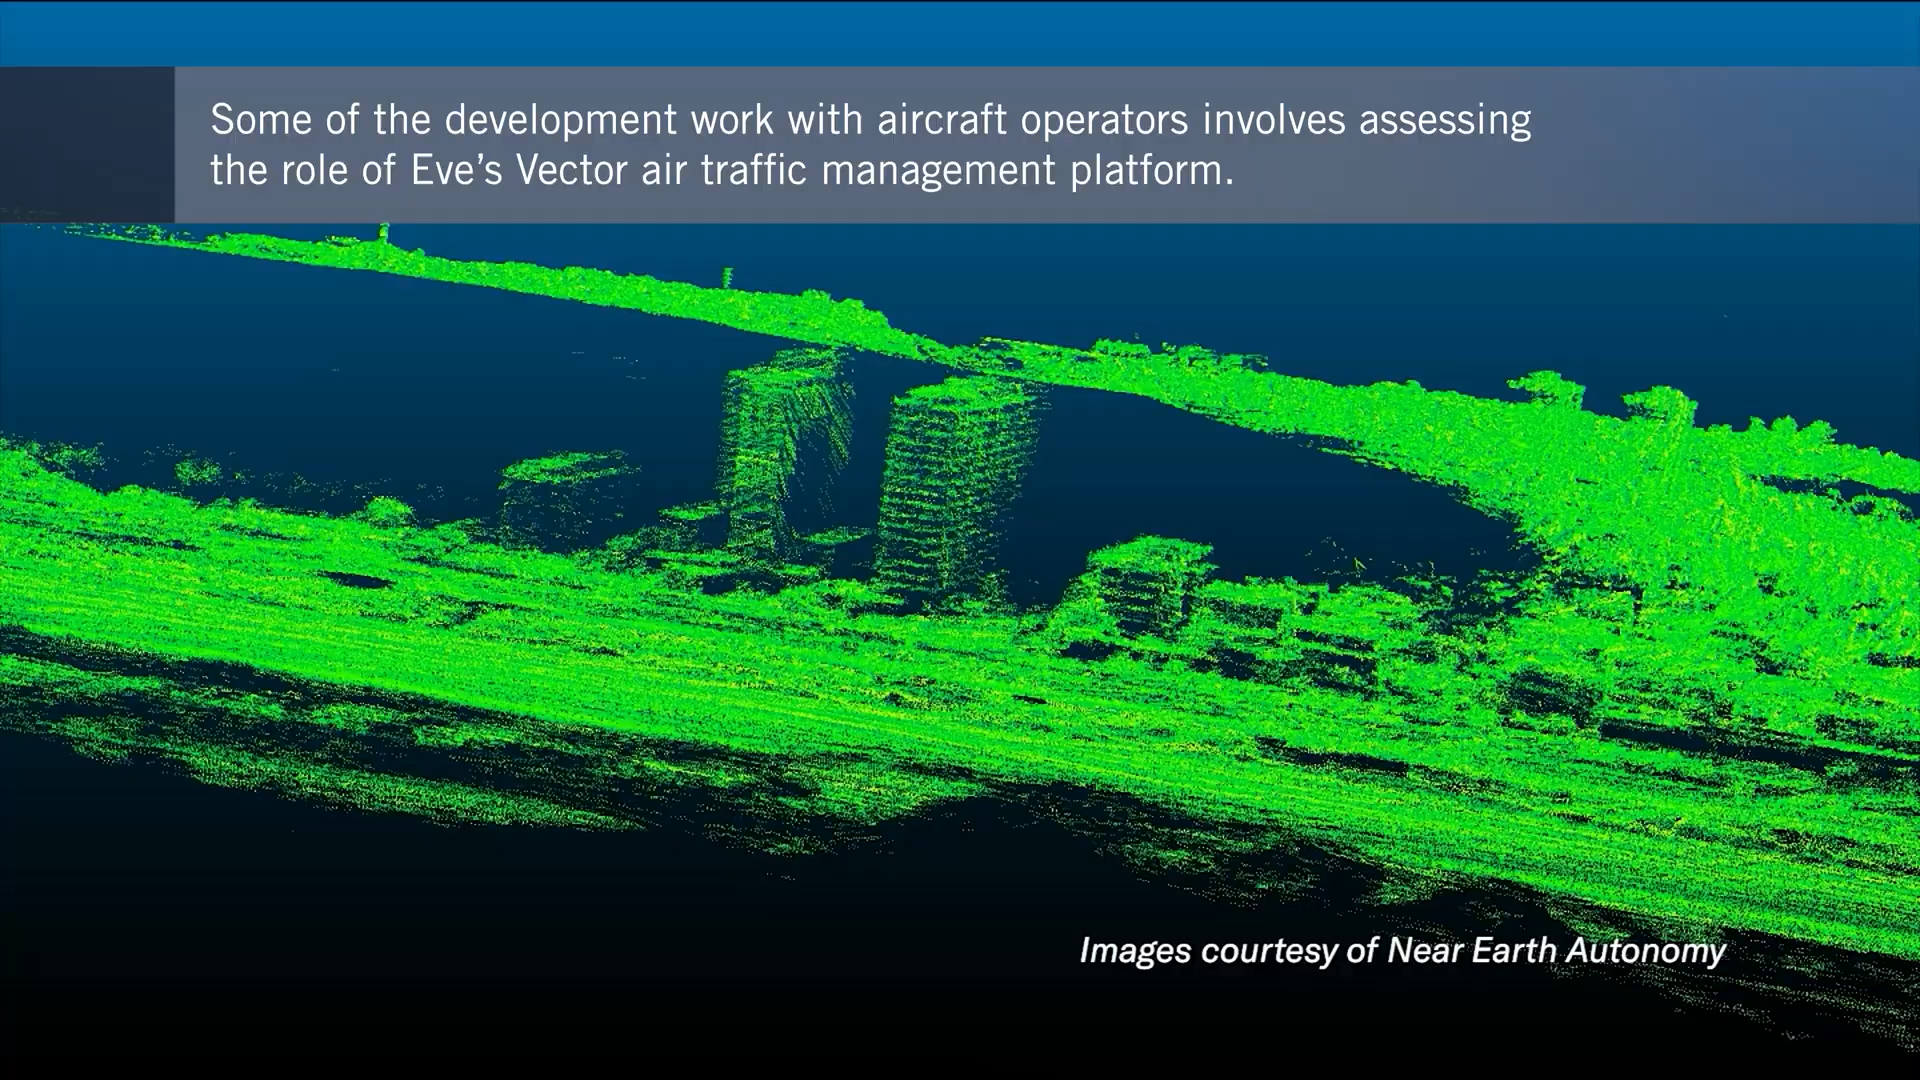 Some of the development work with aircraft operators involves assessing
the role of Eve’s Vector air traffic management platform.
Images courtesy of Near Earth Autonomy